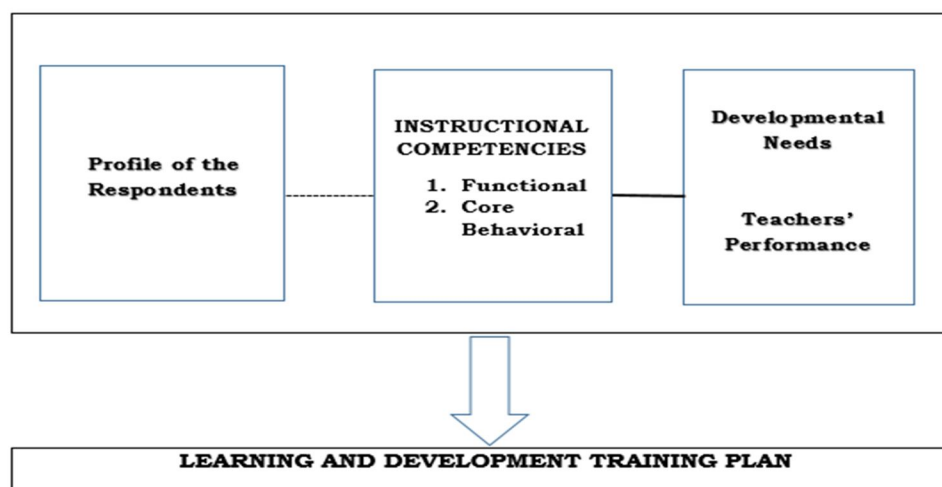 Profile of the
Respondents
INSTRUCTIONAL
COMPETENCIES
1. Functional
2. Core
Behavioral
Developmental
Needs
Teachers’
Performance
LEARNING AND DEVELOPMENT TRAINING PLAN